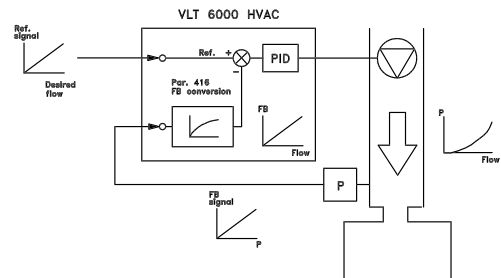 VLT 6000 HVAC
Ref.
signal
Desired
flow
Ref.
+
−
PID
Par. 416
FB conversion
FB
Flow
P
Flow
P
FB
signal
P